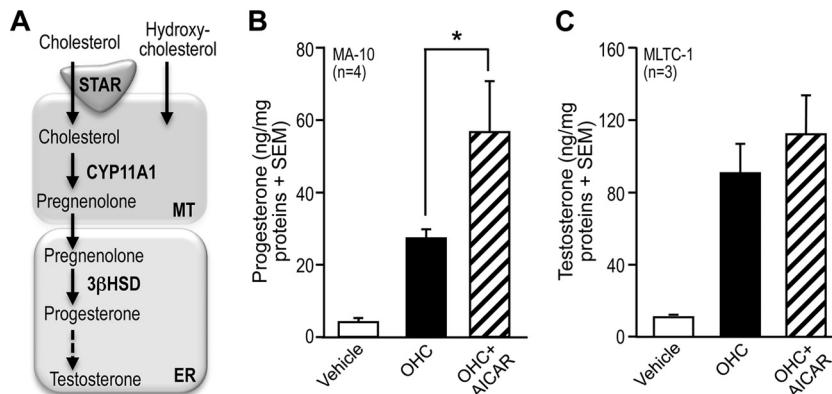 A
Cholesterol
Hydroxy-
cholesterol
STAR
Cholesterol
CYP11A1
Pregnenolone
MT
Pregnenolone
3βHSD
Progesterone
Testosterone
ER
B
MA-10
(n=4)
*
Progesterone (ng/mg
proteins + SEM)
80
60
40
20
0
Vehicle
OHC
OHC+
AICAR
C
MLTC-1
(n=3)
Testosterone (ng/mg
proteins + SEM)
160
120
80
40
0
Vehicle
OHC
OHC+
AICAR